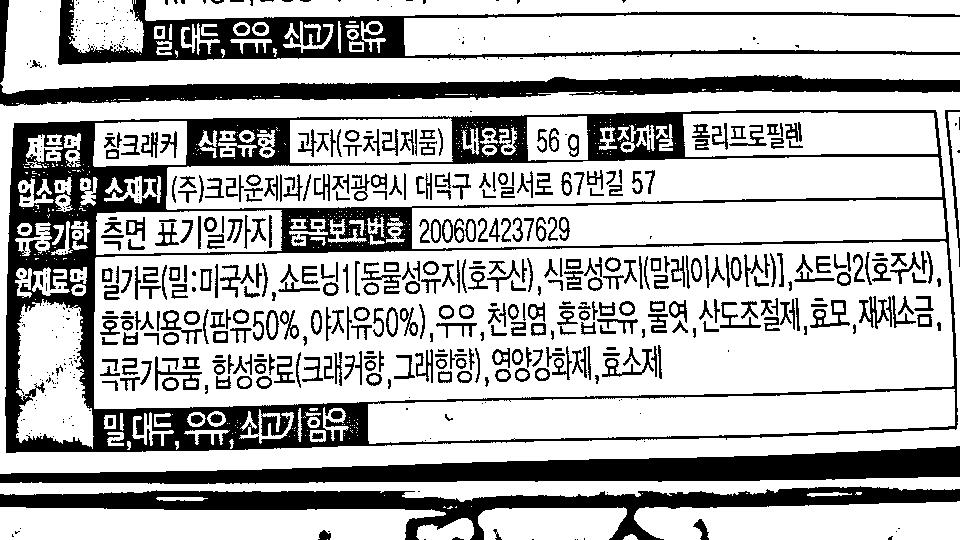 밀,대두, 우유, 쇠고기 함유
제품명 참크래커 식품유형 과자(유처리제품) 내용량 56 g 포장재질 폴리프로필렌
업소명 및 소재지 (주)크라운제과/대전광역시 대덕구 신일서로 67번길 57
유통기한 측면 표기일까지 품목보고번호 2006024237629
원재료명 밀가루(밀:미국산),쇼트닝1[동물성유지(호주산),식물성유지(말레이시아산)],쇼트닝2(호주산),
혼합식용유(팜유50%,야자유50%),우유,천일염,혼합분유,물엿,산도조절제,효모,재제소금,
곡류가공품,합성향료(크래커향,그래험향),영양강화제,효소제
밀,대두, 우유, 쇠고기 함유